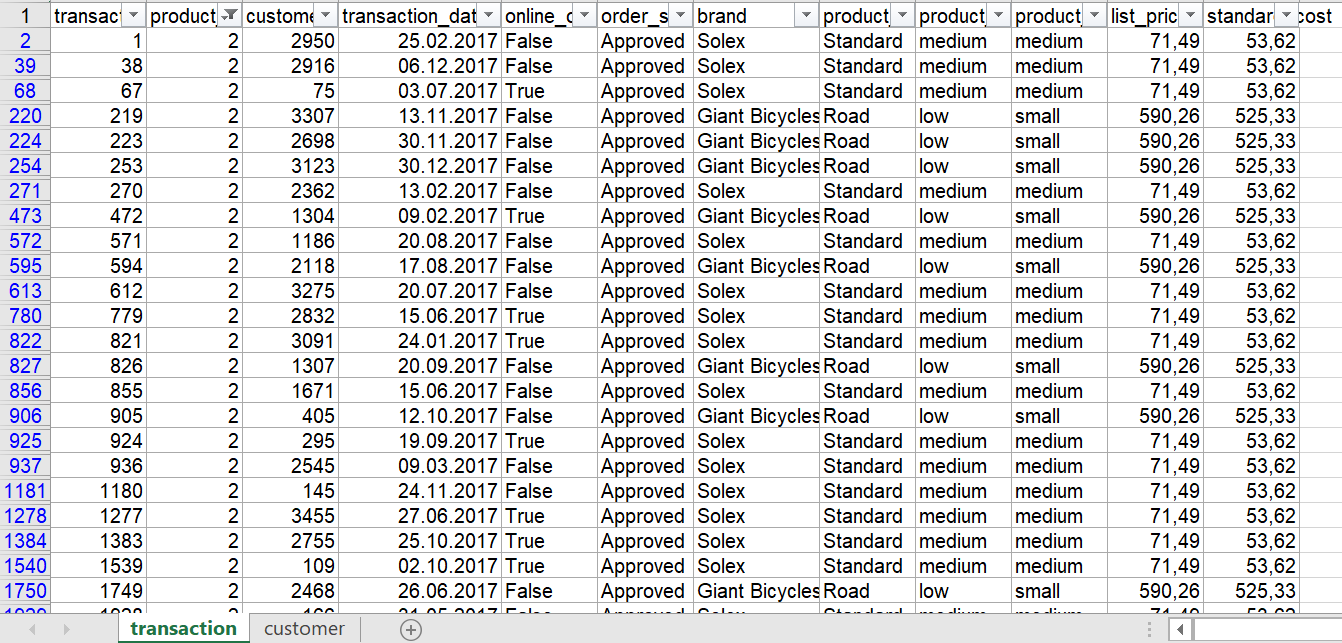 1 transact product_ custome transaction_dat online_o order_s brand product_ product_ product_ list_pric standar cost
2 1 2 2950 25.02.2017 False Approved Solex Standard medium medium 71,49 53,62
39 38 2 2916 06.12.2017 False Approved Solex Standard medium medium 71,49 53,62
68 67 2 75 03.07.2017 True Approved Solex Standard medium medium 71,49 53,62
220 219 2 3307 13.11.2017 False Approved Giant Bicycles Road low small 590,26 525,33
224 223 2 2698 30.11.2017 False Approved Giant Bicycles Road low small 590,26 525,33
254 253 2 3123 30.12.2017 False Approved Giant Bicycles Road low small 590,26 525,33
271 270 2 2362 13.02.2017 False Approved Solex Standard medium medium 71,49 53,62
473 472 2 1304 09.02.2017 True Approved Giant Bicycles Road low small 590,26 525,33
572 571 2 1186 20.08.2017 False Approved Solex Standard medium medium 71,49 53,62
595 594 2 2118 17.08.2017 False Approved Giant Bicycles Road low small 590,26 525,33
613 612 2 3275 20.07.2017 False Approved Solex Standard medium medium 71,49 53,62
780 779 2 2832 15.06.2017 True Approved Solex Standard medium medium 71,49 53,62
822 821 2 3091 24.01.2017 True Approved Solex Standard medium medium 71,49 53,62
827 826 2 1307 20.09.2017 False Approved Giant Bicycles Road low small 590,26 525,33
856 855 2 1671 15.06.2017 False Approved Solex Standard medium medium 71,49 53,62
906 905 2 405 12.10.2017 False Approved Giant Bicycles Road low small 590,26 525,33
925 924 2 295 19.09.2017 True Approved Solex Standard medium medium 71,49 53,62
937 936 2 2545 09.03.2017 False Approved Solex Standard medium medium 71,49 53,62
1181 1180 2 145 24.11.2017 False Approved Solex Standard medium medium 71,49 53,62
1278 1277 2 3455 27.06.2017 True Approved Solex Standard medium medium 71,49 53,62
1384 1383 2 2755 25.10.2017 True Approved Solex Standard medium medium 71,49 53,62
1540 1539 2 109 02.10.2017 True Approved Solex Standard medium medium 71,49 53,62
1750 1749 2 2468 26.06.2017 False Approved Giant Bicycles Road low small 590,26 525,33
transaction customer